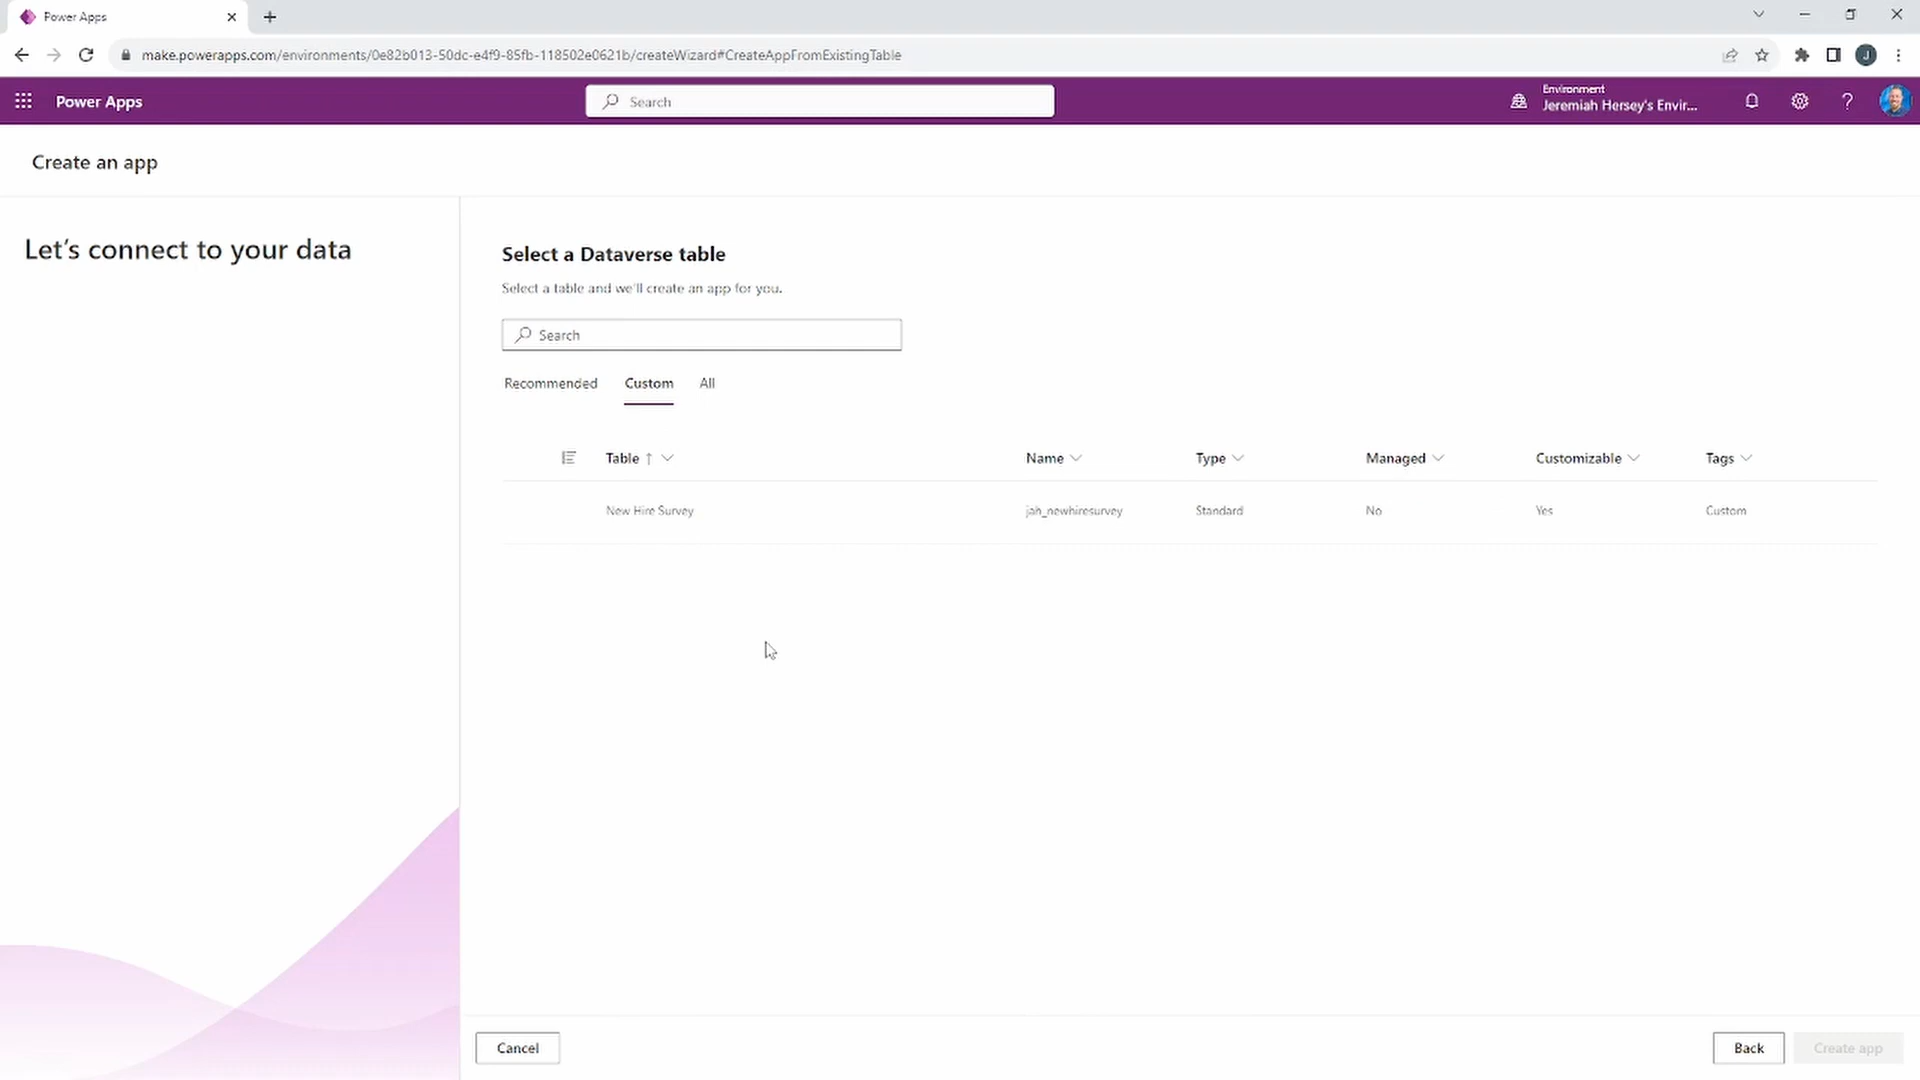 Power Apps
make.powerapps.com/environments/0e82b013-50dc-e4f9-85fb-118502e0621b/createWizard#CreateAppFromExistingTable
J
Power Apps
Search
Environment
Jeremiah Hersey's Envir...
?
Create an app
Let's connect to your data
Select a Dataverse table
Select a table and we'll create an app for you.
Search
Recommended Custom All
Table ↑ Name Type Managed Customizable Tags
New Hire Survey jah_newhiresurvey Standard No Yes Custom
Cancel Back Create app